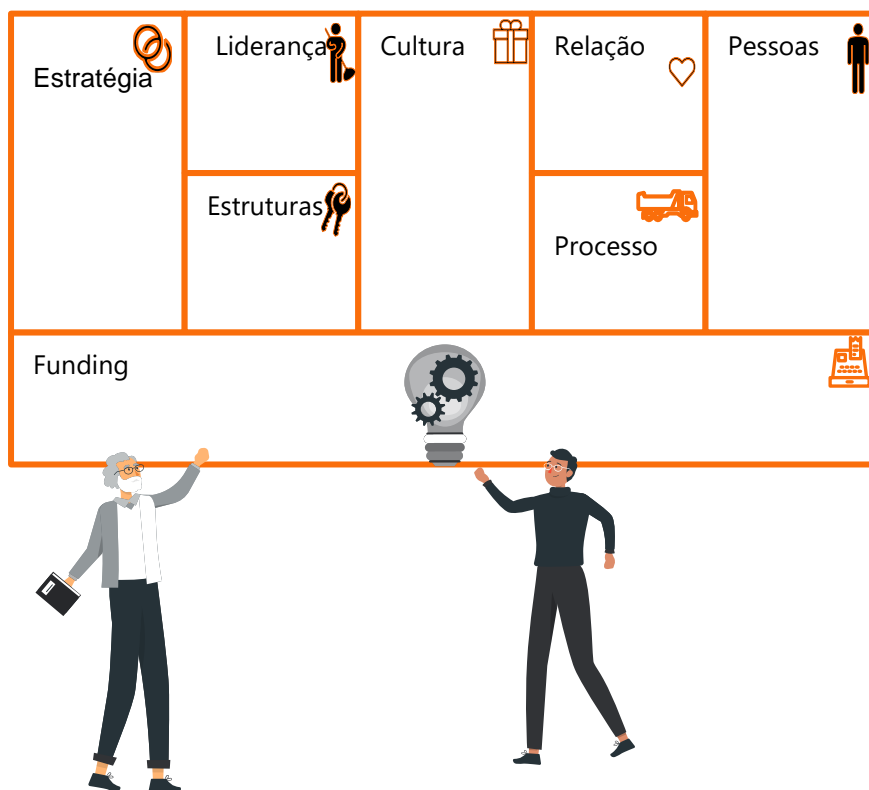 Estratégia
Liderança
Cultura
Relação
Pessoas
Estruturas
Processo
Funding